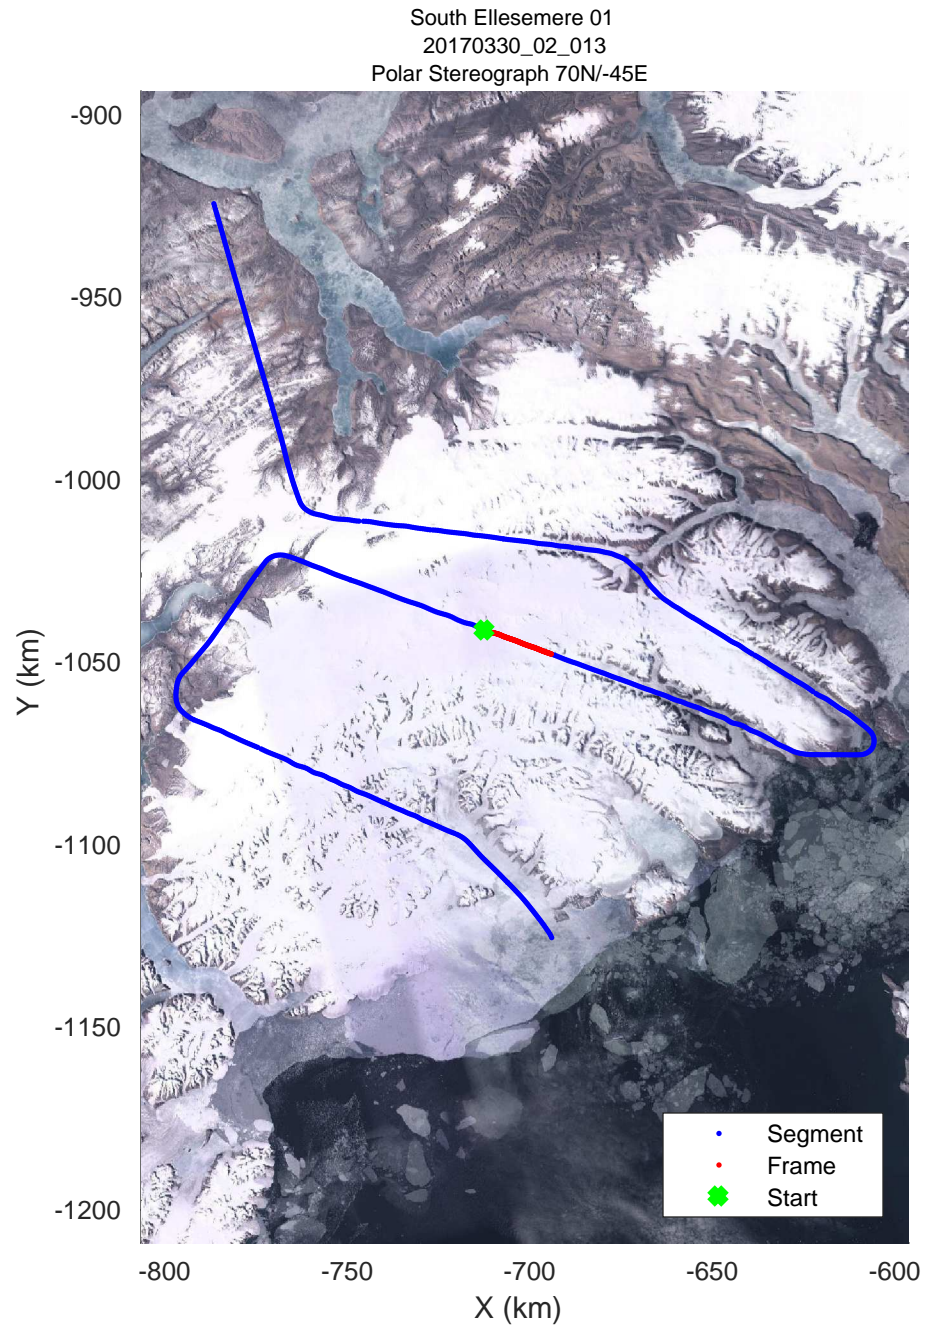 South Ellesemere 01
20170330_02_013
Polar Stereograph 70N/-45E
-900
-950
-1000
-1050
-1100
-1150
-1200
Y (km)
Segment
Frame
Start
-800
-750
-700
-650
-600
X (km)